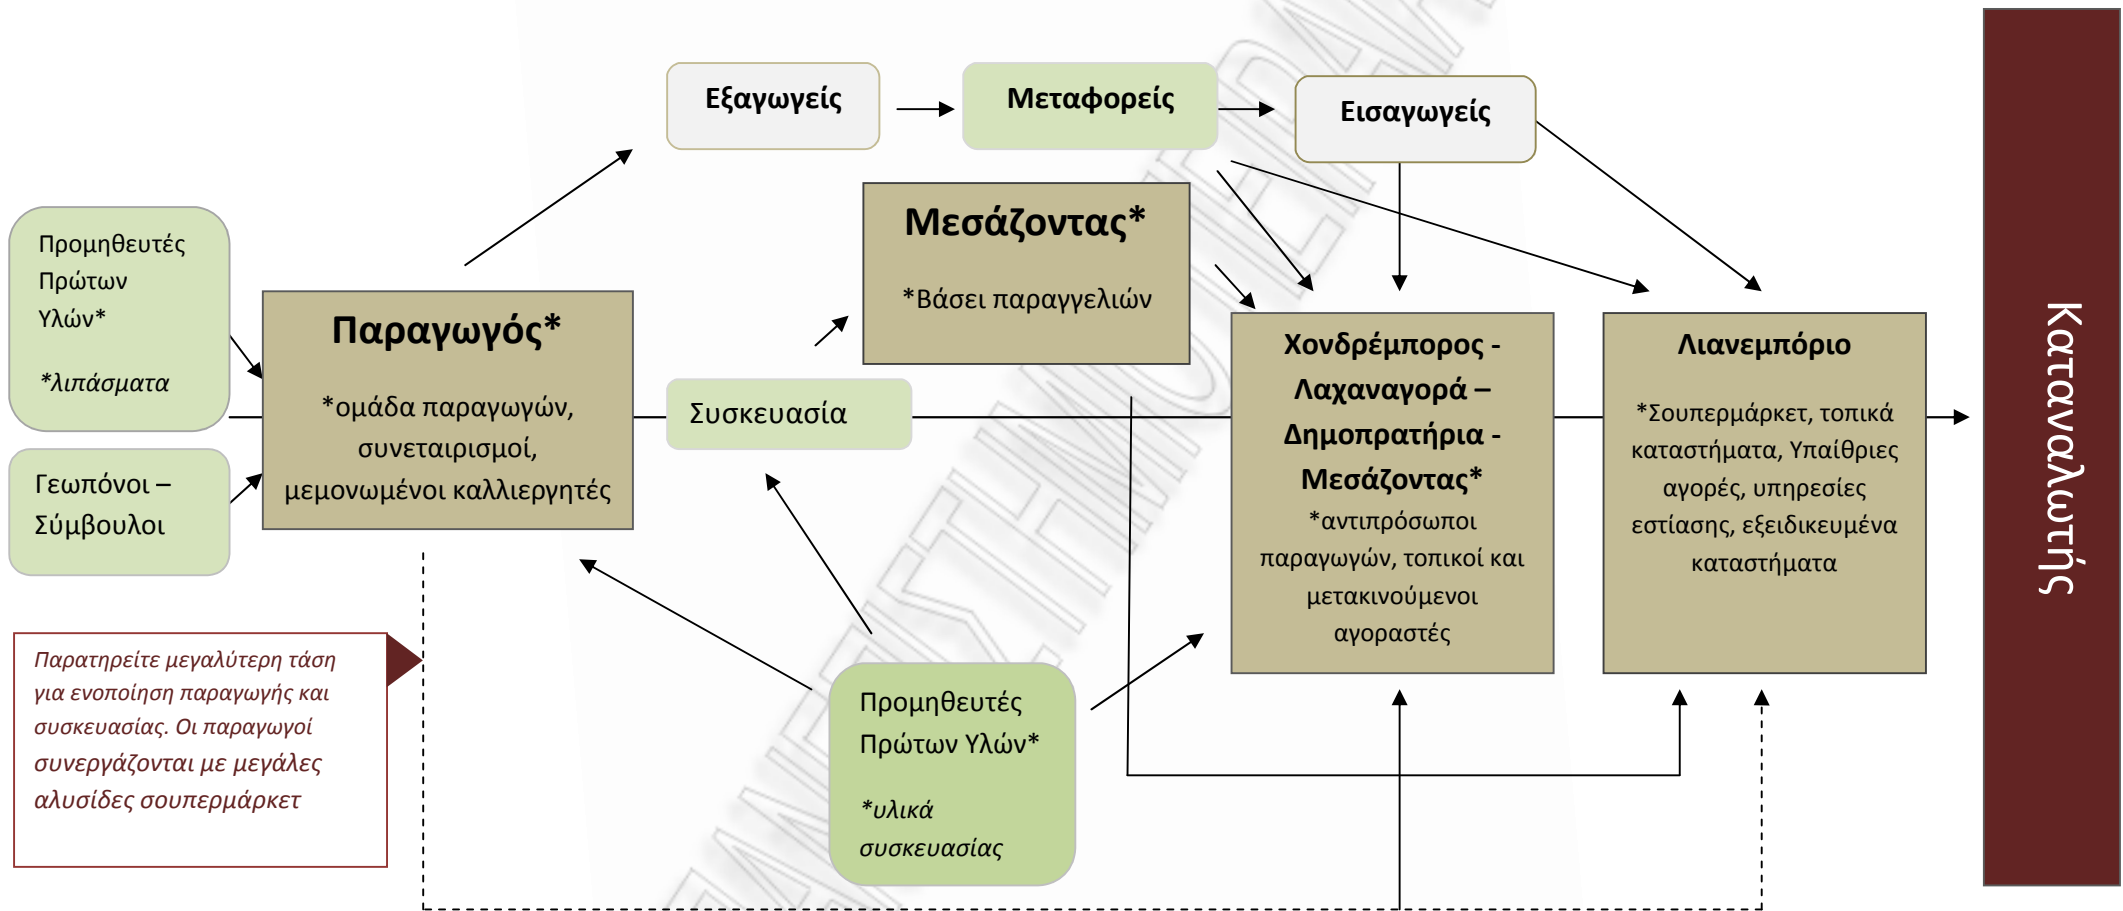 Εξαγωγείς
Μεταφορείς
Εισαγωγείς
Μεσάζοντας*
*Βάσει παραγγελιών
Προμηθευτές
Πρώτων
Υλών*
*λιπάσματα
Γεωπόνοι –
Σύμβουλοι
Παραγωγός*
*ομάδα παραγωγών,
συνεταιρισμοί,
μεμονωμένοι καλλιεργητές
Συσκευασία
Χονδρέμπορος -
Λαχαναγορά –
Δημοπρατήρια -
Μεσάζοντας*
*αντιπρόσωποι
παραγωγών, τοπικοί και
μετακινούμενοι
αγοραστές
Λιανεμπόριο
*Σουπερμάρκετ, τοπικά
καταστήματα, Υπαίθριες
αγορές, υπηρεσίες
εστίασης, εξειδικευμένα
καταστήματα
Καταναλωτής
Παρατηρείτε μεγαλύτερη τάση
για ενοποίηση παραγωγής και
συσκευασίας. Οι παραγωγοί
συνεργάζονται με μεγάλες
αλυσίδες σουπερμάρκετ
Προμηθευτές
Πρώτων Υλών*
*υλικά
συσκευασίας